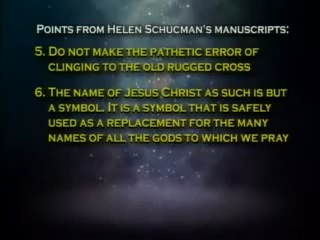 Points from Helen Schucman's manuscripts:
5. Do not make the pathetic error of
clinging to the old rugged cross
6. The name of Jesus Christ as such is but
a symbol. It is a symbol that is safely
used as a replacement for the many
names of all the gods to which we pray